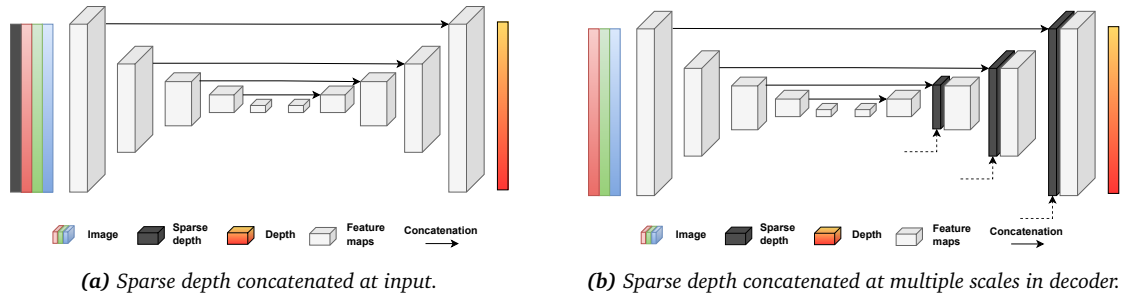 Image
Sparse
depth
Depth
Feature
maps
Concatenation
(a) Sparse depth concatenated at input.
Image
Sparse
depth
Depth
Feature
maps
Concatenation
(b) Sparse depth concatenated at multiple scales in decoder.